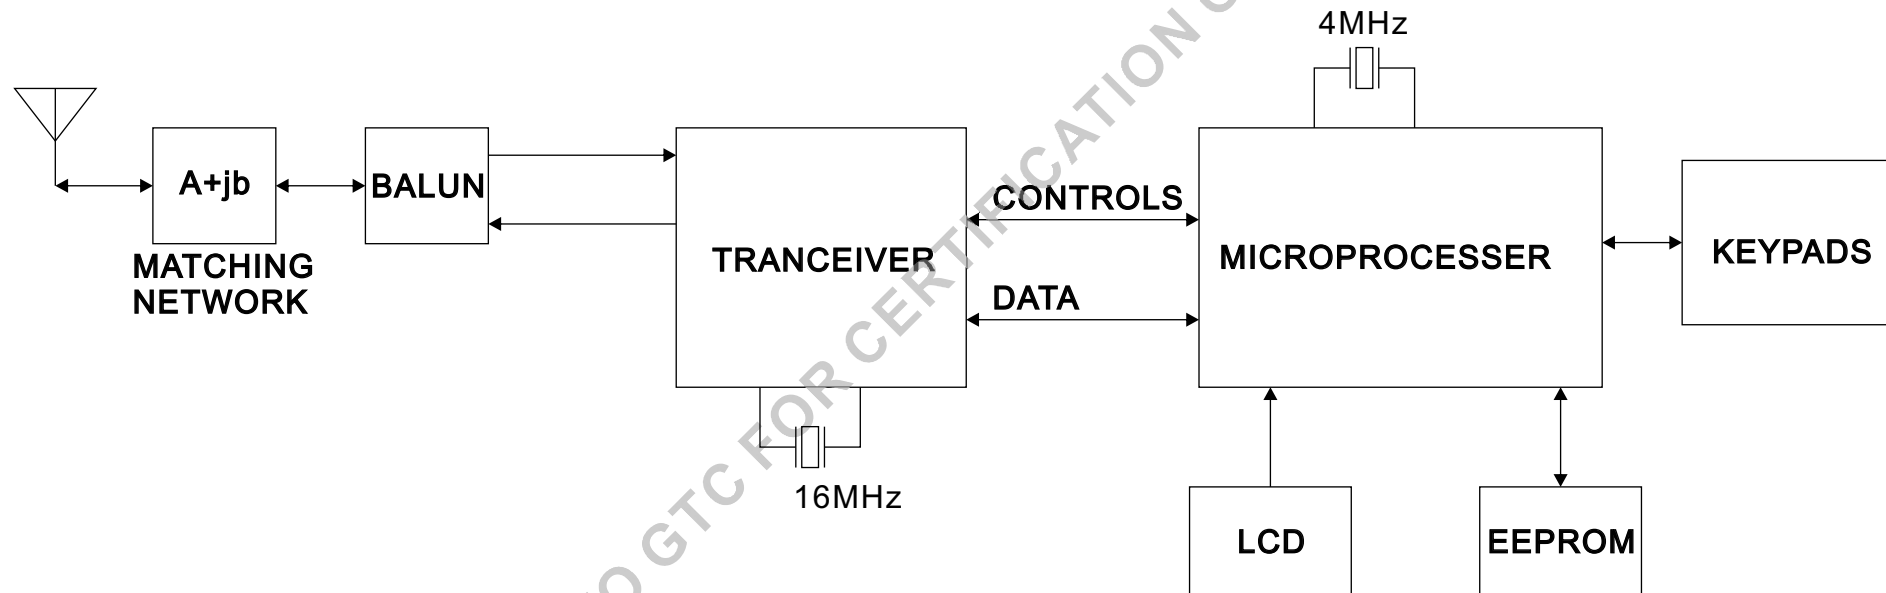 4MHz
A+jb
BALUN
MATCHING
NETWORK
TRANCEIVER
CONTROLS
DATA
MICROPROCESSER
KEYPADS
16MHz
LCD
EEPROM
GTC FOR CERTIFICATION